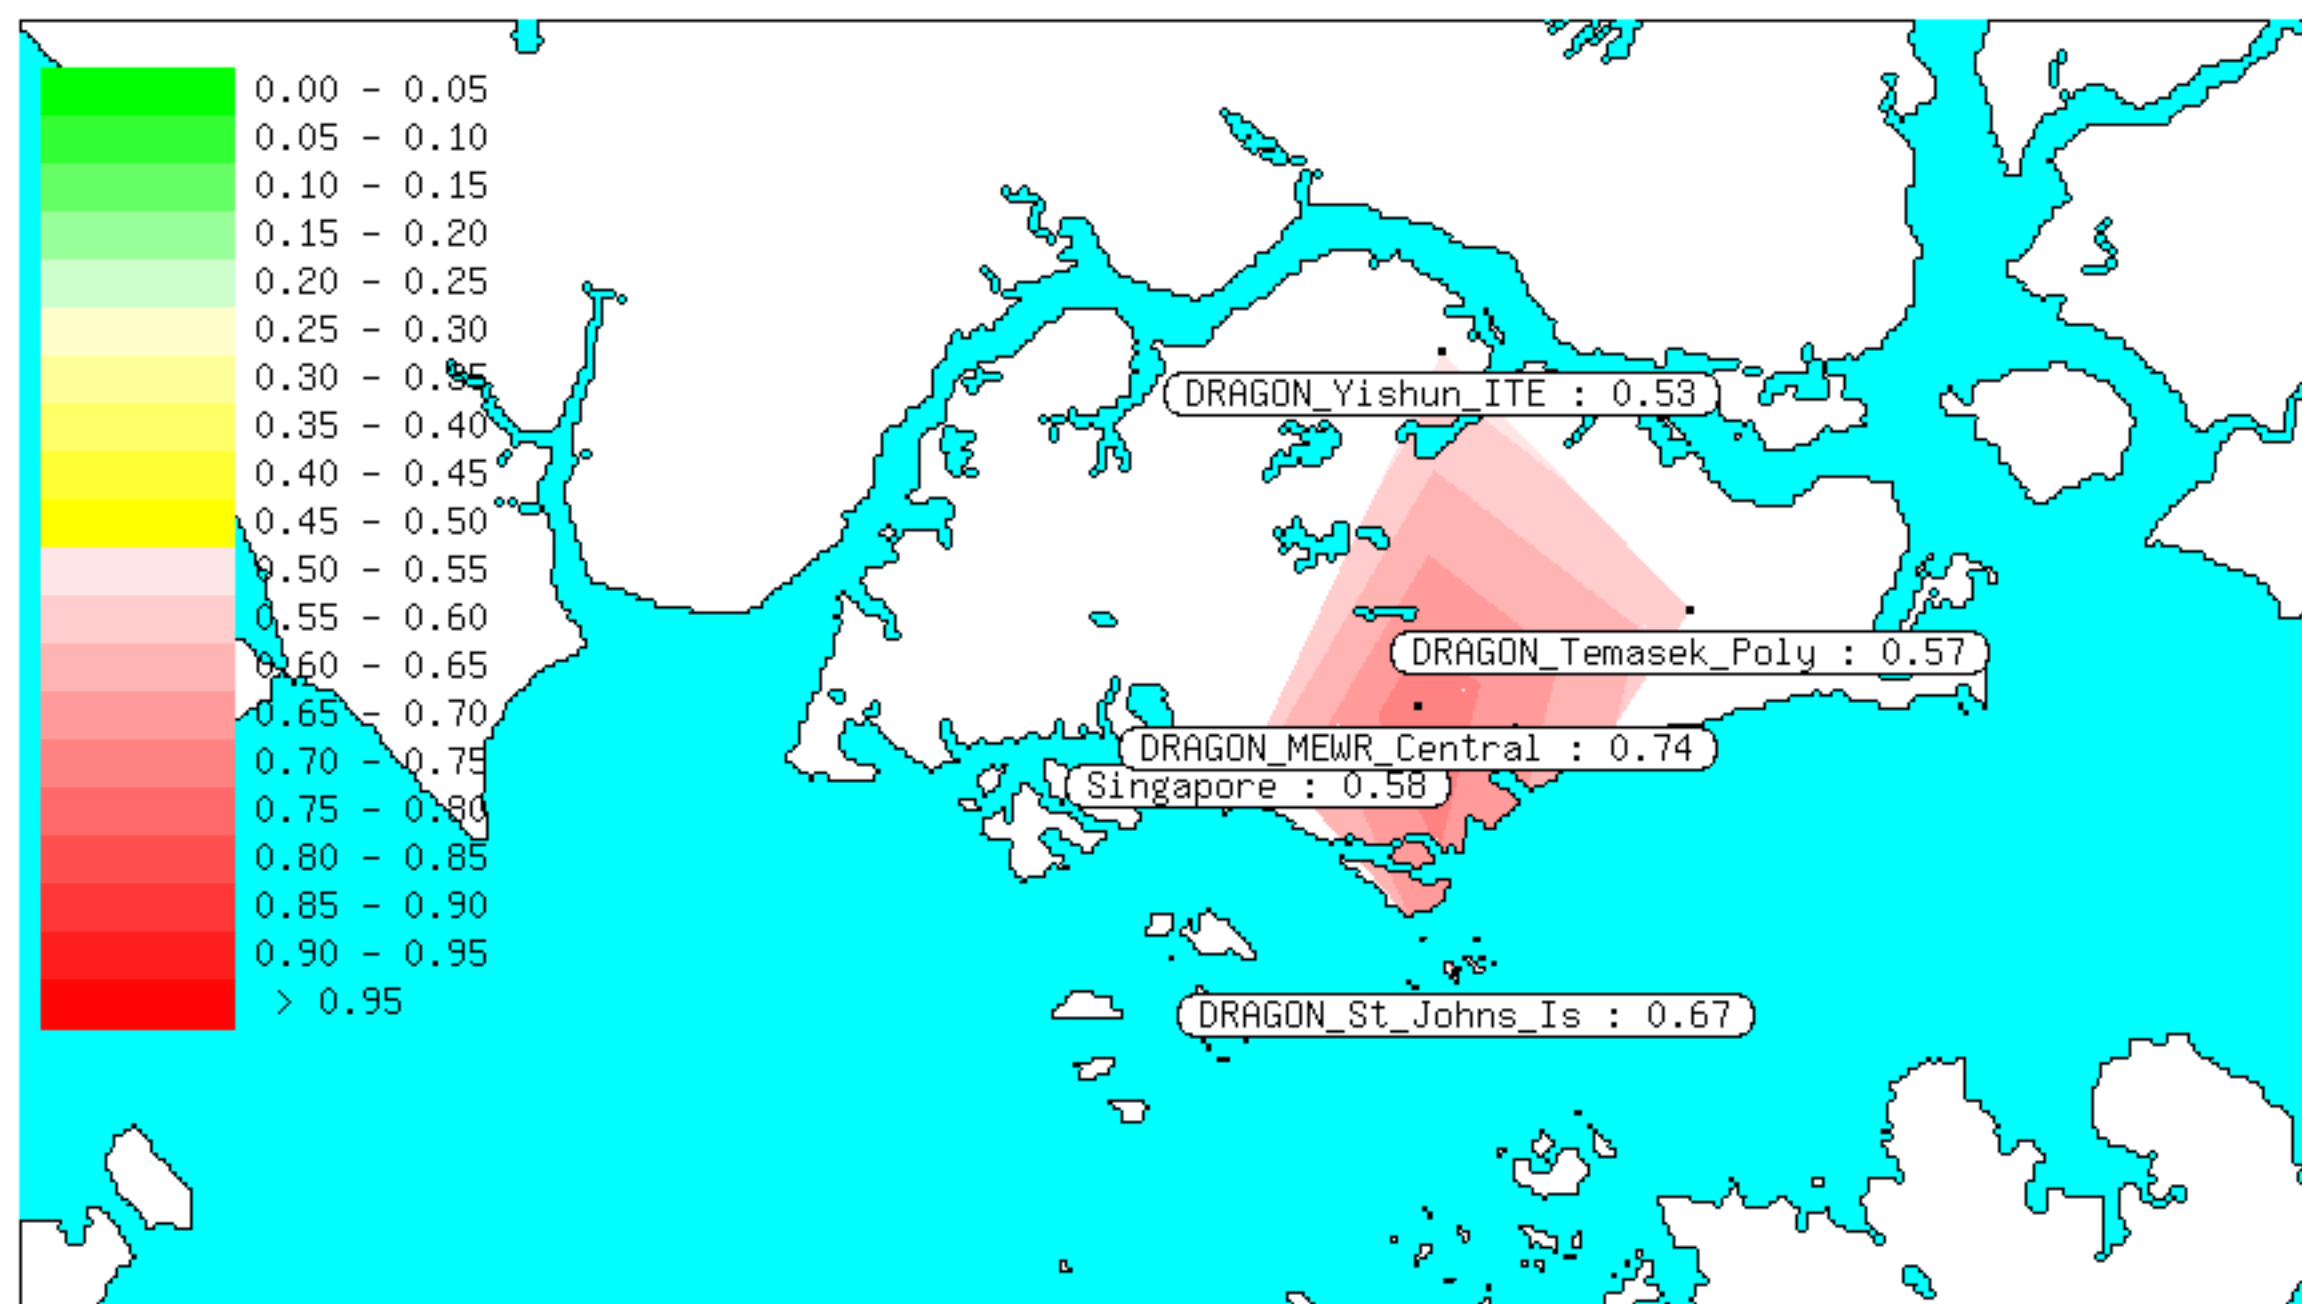 0.00 - 0.05
0.05 - 0.10
0.10 - 0.15
0.15 - 0.20
0.20 - 0.25
0.25 - 0.30
0.30 - 0.35
0.35 - 0.40
0.40 - 0.45
0.45 - 0.50
0.50 - 0.55
0.55 - 0.60
0.60 - 0.65
0.65 - 0.70
0.70 - 0.75
0.75 - 0.80
0.80 - 0.85
0.85 - 0.90
0.90 - 0.95
> 0.95
DRAGON_Yishun_ITE : 0.53
DRAGON_Temasek_Poly : 0.57
DRAGON_MEWR_Central : 0.74
Singapore : 0.58
DRAGON_St_Johns_Is : 0.67